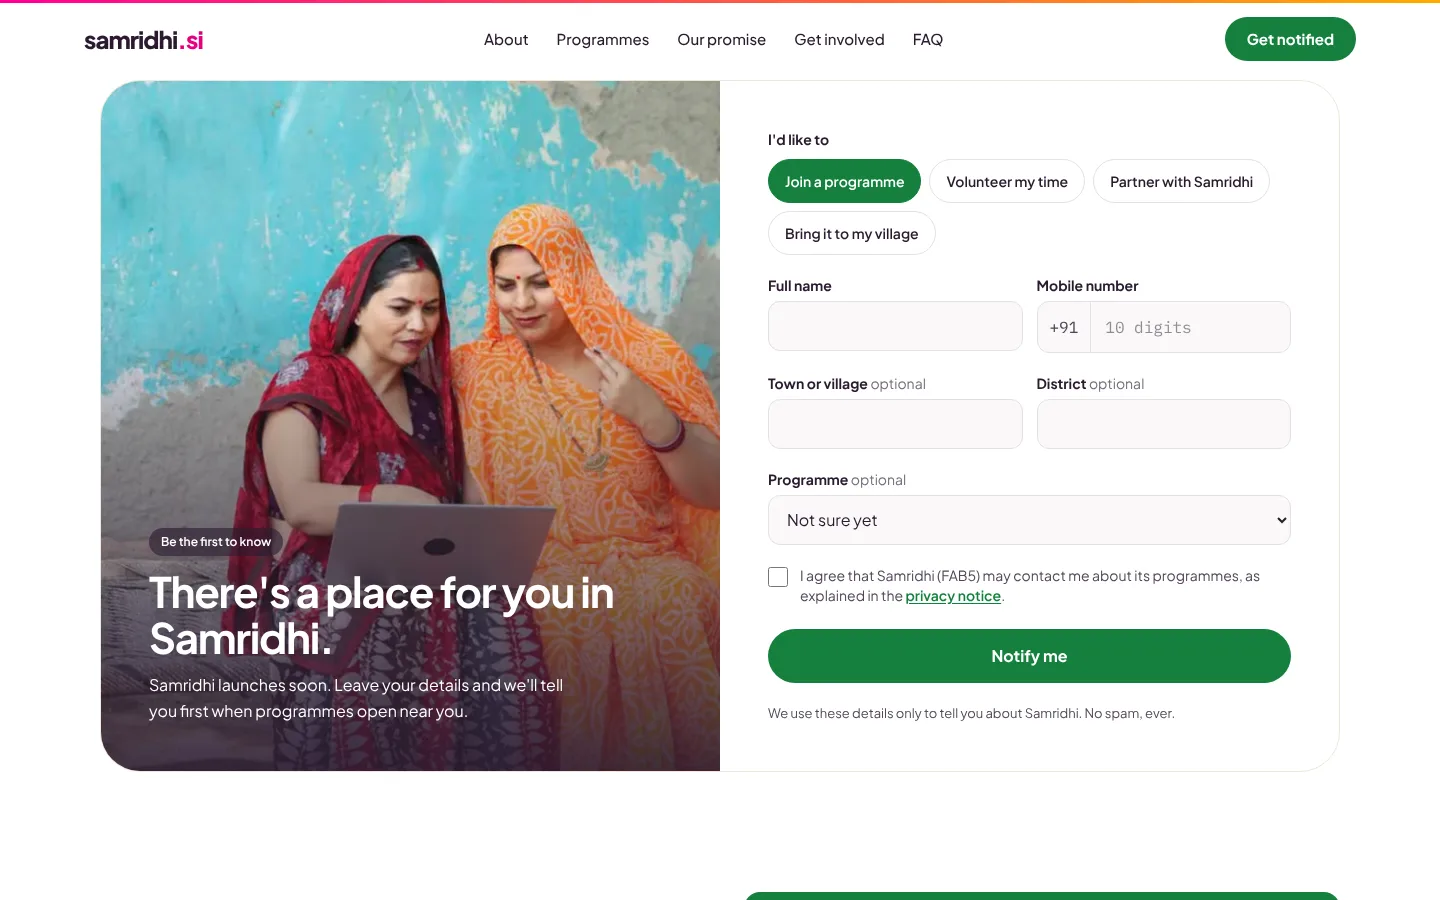 samridhi.si
About
Programmes
Our promise
Get involved
FAQ
Get notified
Be the first to know
There's a place for you in
Samridhi.
Samridhi launches soon. Leave your details and we'll tell
you first when programmes open near you.
I'd like to
Join a programme
Volunteer my time
Partner with Samridhi
Bring it to my village
Full name
Mobile number
+91
10 digits
Town or village optional
District optional
Programme optional
Not sure yet
I agree that Samridhi (FAB5) may contact me about its programmes, as
explained in the privacy notice.
Notify me
We use these details only to tell you about Samridhi. No spam, ever.